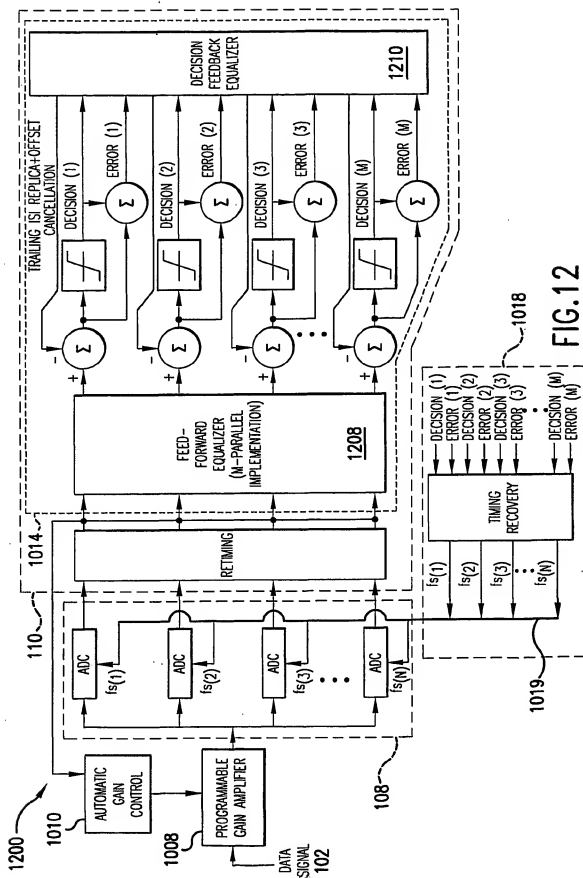 1200
1010
AUTOMATIC
GAIN
CONTROL
1008
PROGRAMMABLE
GAIN AMPLIFIER
DATA
SIGNAL
102
108
110
1014
ADC
fs(1)
ADC
fs(2)
ADC
fs(3)
ADC
fs(N)
RETIMING
FEED-
FORWARD
EQUALIZER
(M-PARALLEL
IMPLEMENTATION)
1208
TRAILING ISI REPLICA+OFFSET
CANCELLATION
-
+
Σ
DECISION (1)
Σ
ERROR (1)
-
+
Σ
DECISION (2)
Σ
ERROR (2)
-
+
Σ
DECISION (3)
Σ
ERROR (3)
-
+
Σ
DECISION (M)
Σ
ERROR (M)
DECISION
FEEDBACK
EQUALIZER
1210
1018
fs(1)
fs(2)
fs(3)
fs(N)
TIMING
RECOVERY
DECISION (1)
ERROR (1)
DECISION (2)
ERROR (2)
DECISION (3)
ERROR (3)
DECISION (M)
ERROR (M)
1019
FIG.12